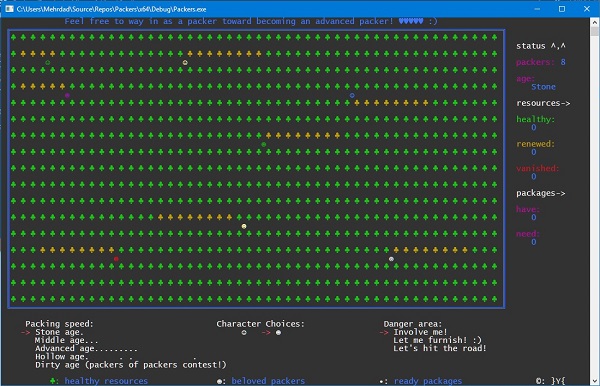 C:\Users\Mehrdad\Source\Repos\Packers\x64\Debug\Packers.exe
Feel free to way in as a packer toward becoming an advanced packer! ♥♥♥♥♥ :)
status ^,^
packers: 8
age:
Stone
resources->
healthy:
0
renewed:
0
vanished:
0
packages->
have:
0
need:
0
Packing speed: Character Choices: Danger area:
-> Stone age. ☺ -> ☻ -> Involve me!
Middle age... Let me furnish! :)
Advanced age......... Let's hit the road!
Hollow age. . . .
Dirty age (packers of packers contest!)
♣: healthy resources ☻: beloved packers •: ready packages ©: }Y{